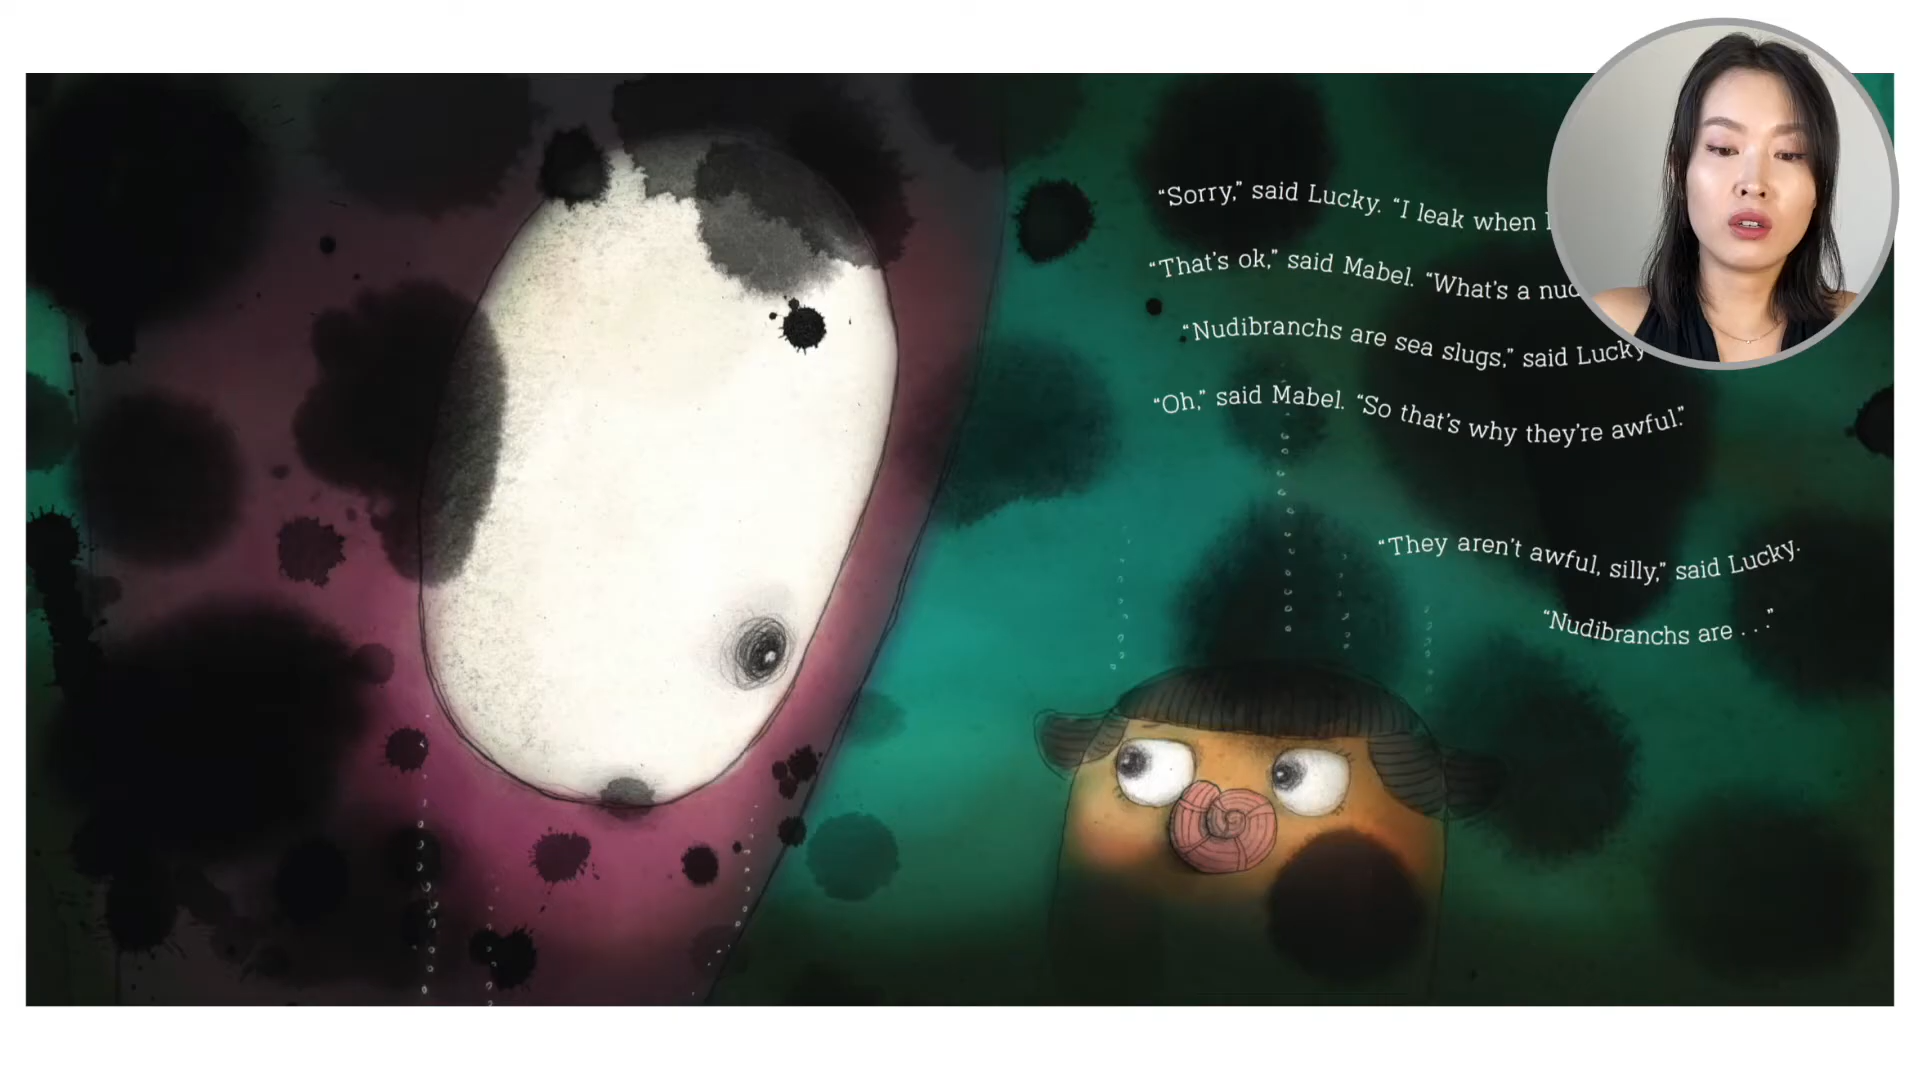 “Sorry,” said Lucky. “I leak when
“That’s ok,” said Mabel. “What’s a
“Nudibranchs are sea slugs,” said Lucky
“Oh,” said Mabel. “So that’s why they’re awful.”
“They aren’t awful, silly,” said Lucky.
“Nudibranchs are . . .”